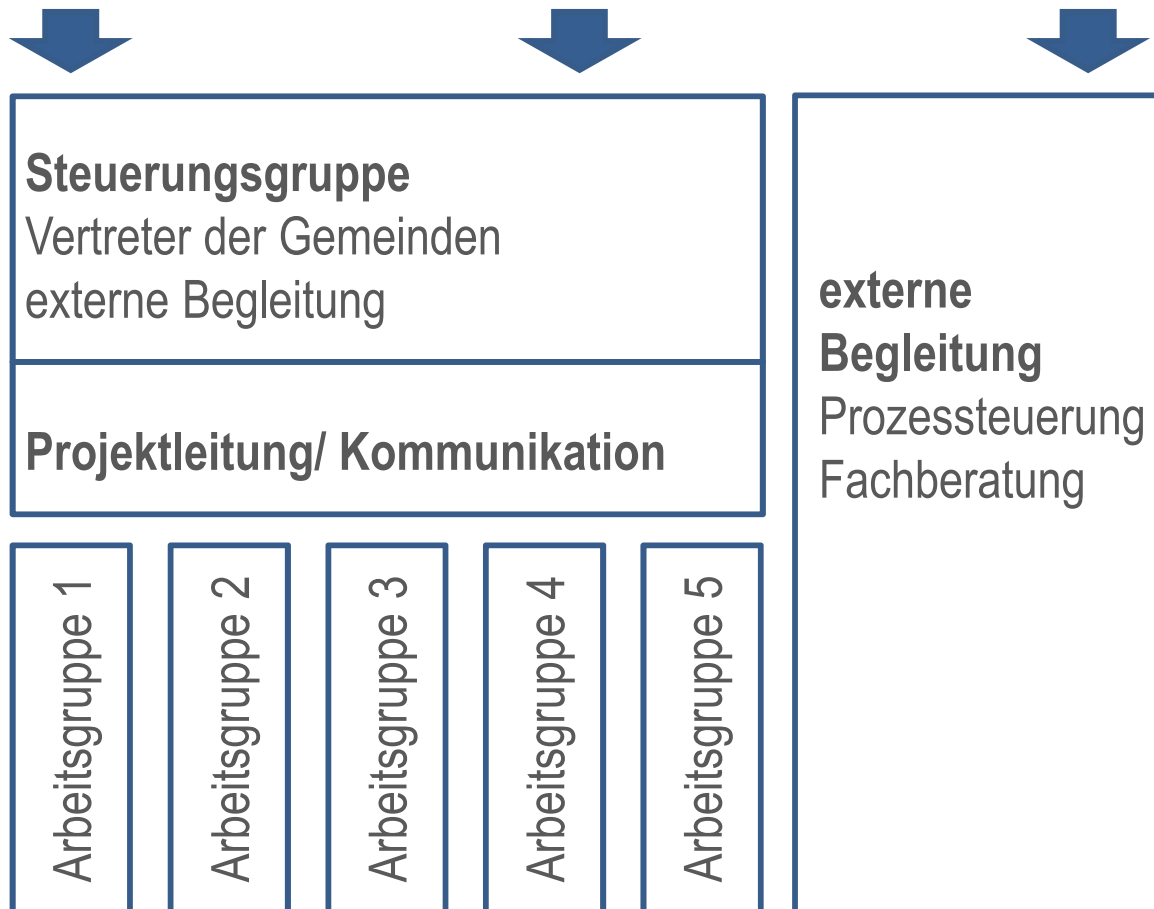 Steuerungsgruppe
Vertreter der Gemeinden
externe Begleitung
Projektleitung/ Kommunikation
Arbeitsgruppe 1
Arbeitsgruppe 2
Arbeitsgruppe 3
Arbeitsgruppe 4
Arbeitsgruppe 5
externe
Begleitung
Prozessteuerung
Fachberatung